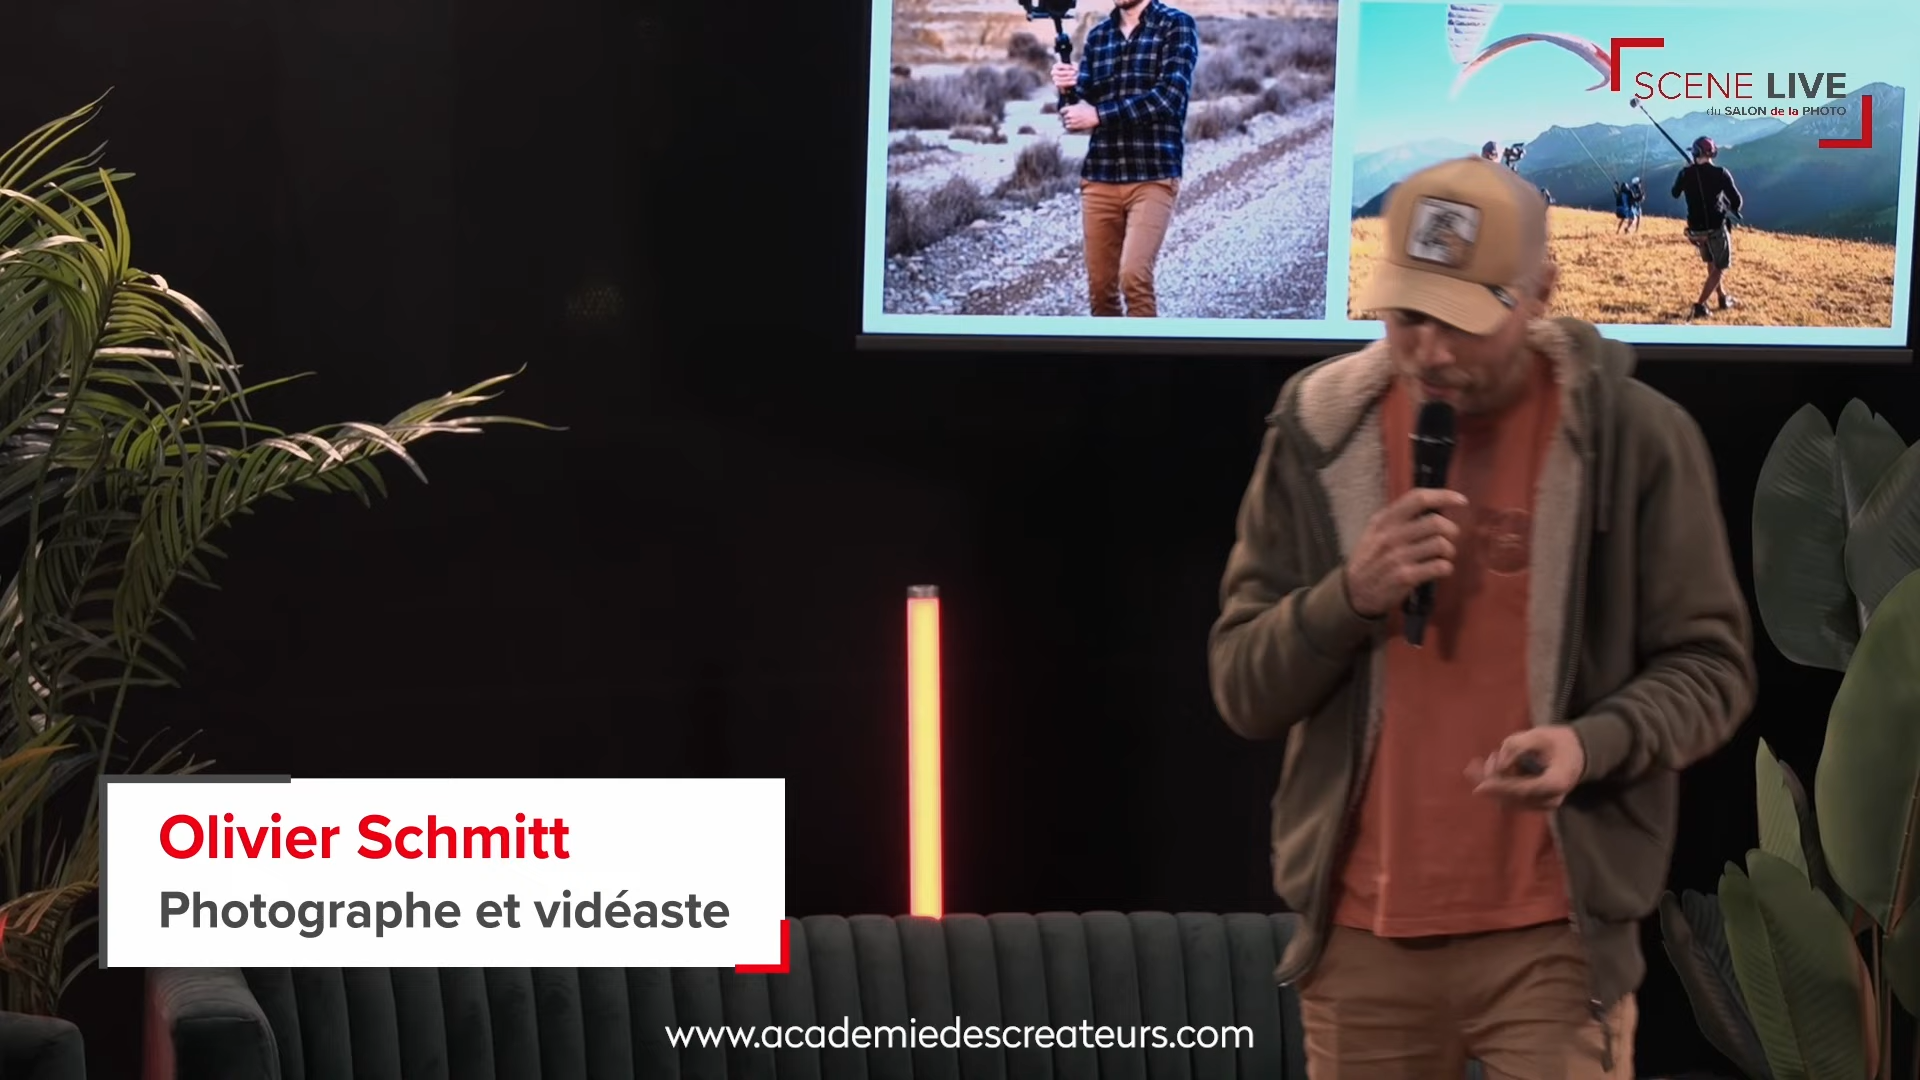 SCENE LIVE
du SALON de la PHOTO
Olivier Schmitt
Photographe et vidéaste
www.academiedescreateurs.com